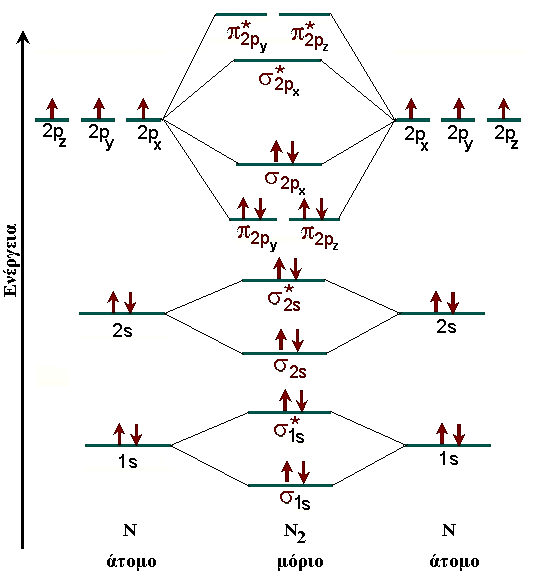 π*2py π*2pz
σ*2px
2pz 2py 2px 2px 2py 2pz
σ2px
π2py π2pz
Ενέργεια
σ*2s
2s 2s
σ2s
σ*1s
1s 1s
σ1s
N N2 N
άτομο μόριο άτομο